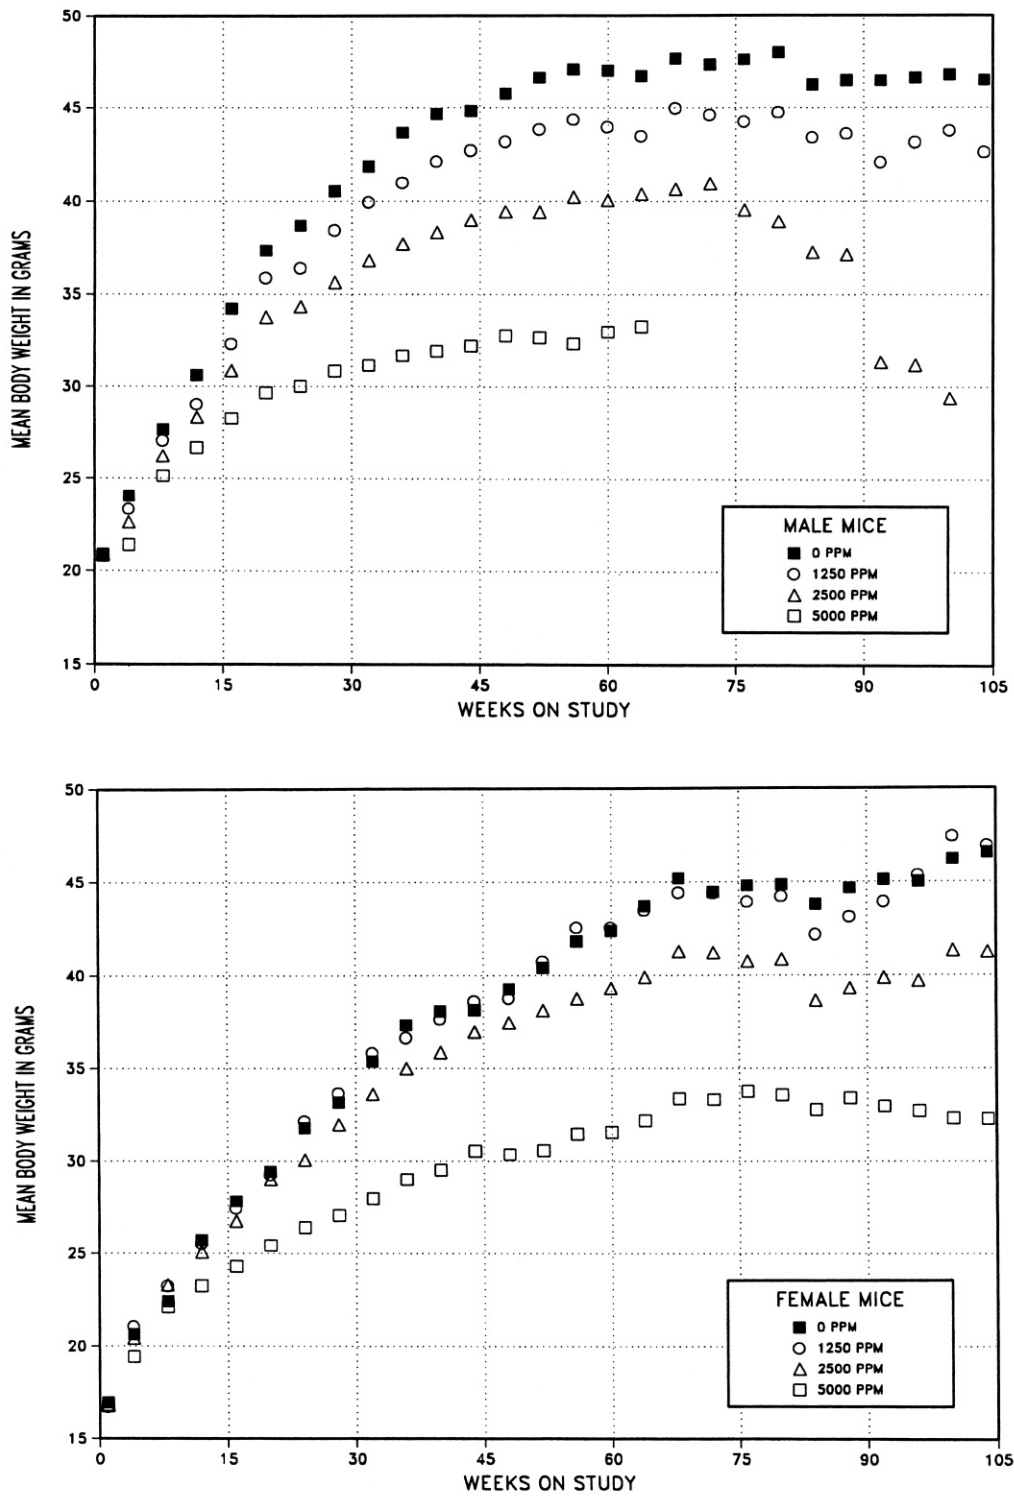 50
45
40
35
30
25
20
15
MEAN BODY WEIGHT IN GRAMS
MALE MICE
0 PPM
1250 PPM
2500 PPM
5000 PPM
0 15 30 45 60 75 90 105
WEEKS ON STUDY
50
45
40
35
30
25
20
15
MEAN BODY WEIGHT IN GRAMS
FEMALE MICE
0 PPM
1250 PPM
2500 PPM
5000 PPM
0 15 30 45 60 75 90 105
WEEKS ON STUDY